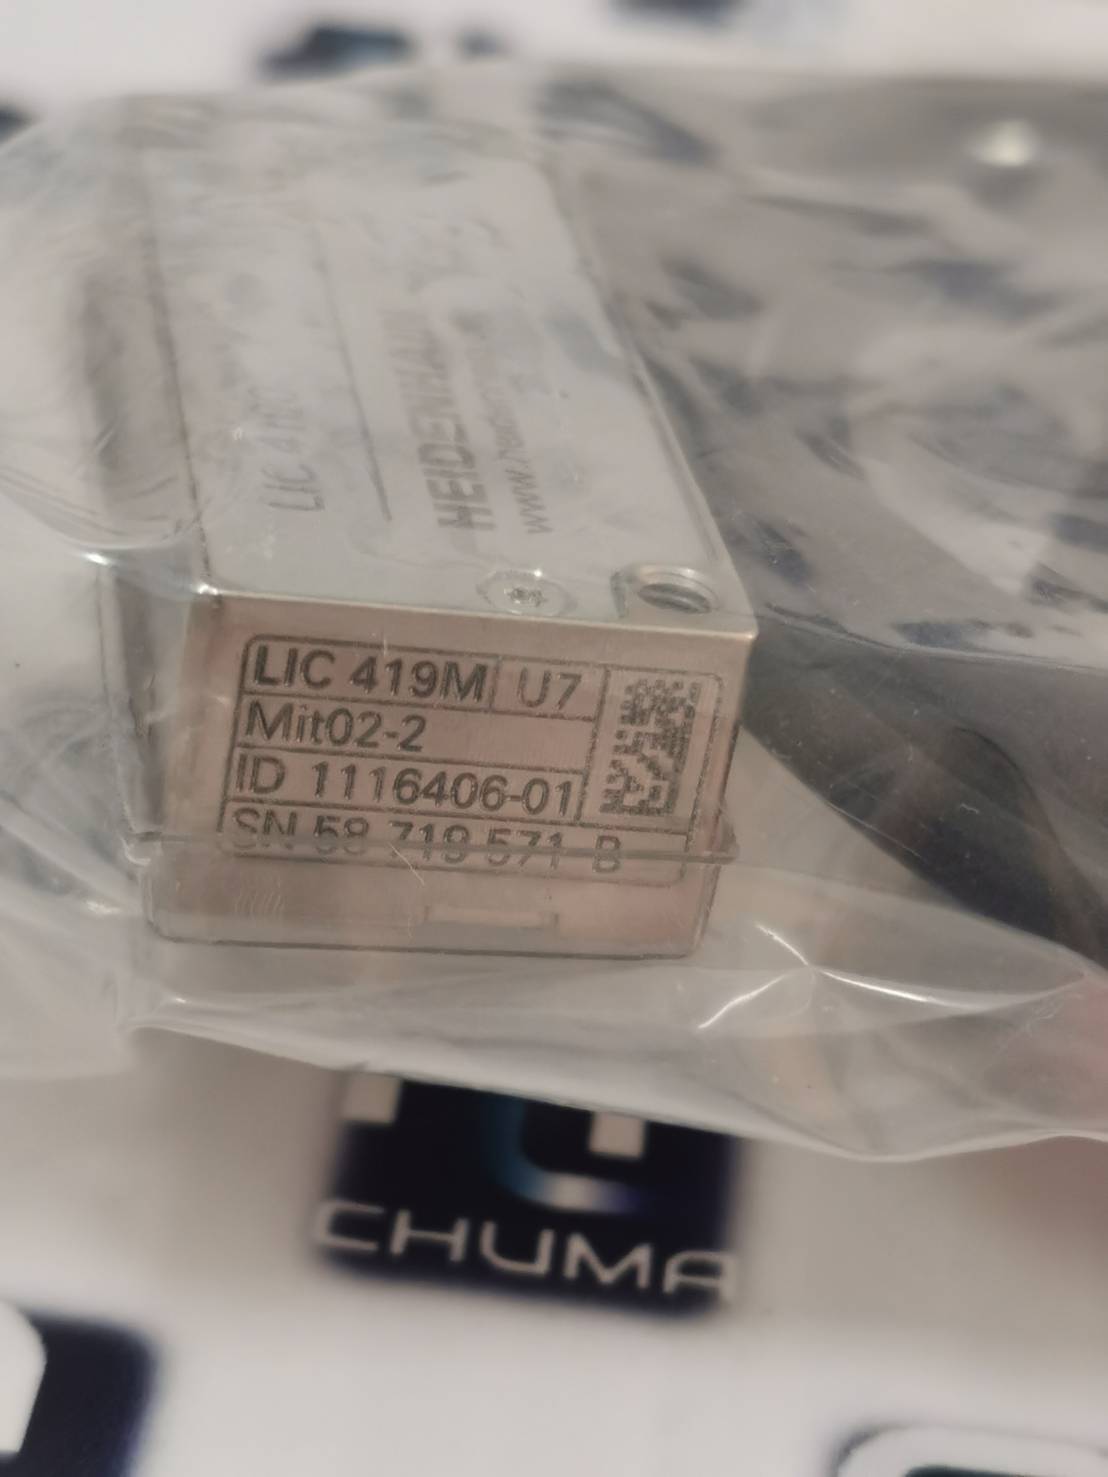 HEIDENHAIN
LIC 419M U7
Mit02-2
ID 1116406-01
SN 58 719 571 B
CHUMA